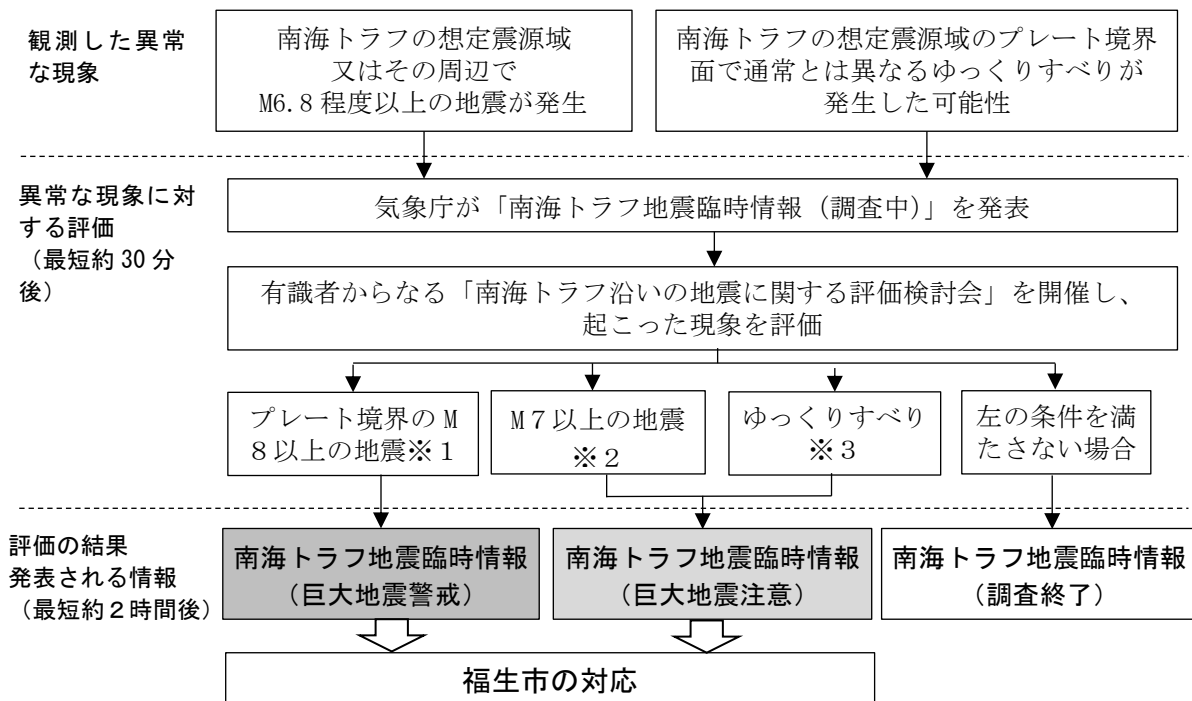 観測した異常
な現象
南海トラフの想定震源域
又はその周辺で
M6.8 程度以上の地震が発生
南海トラフの想定震源域のプレート境界
面で通常とは異なるゆっくりすべりが
発生した可能性
異常な現象に対
する評価
（最短約 30 分
後）
気象庁が「南海トラフ地震臨時情報（調査中）」を発表
有識者からなる「南海トラフ沿いの地震に関する評価検討会」を開催し、
起こった現象を評価
プレート境界のＭ
８以上の地震※１
Ｍ７以上の地震
※２
ゆっくりすべり
※３
左の条件を満
たさない場合
評価の結果
発表される情報
（最短約２時間後）
南海トラフ地震臨時情報
（巨大地震警戒）
南海トラフ地震臨時情報
（巨大地震注意）
南海トラフ地震臨時情報
（調査終了）
福生市の対応